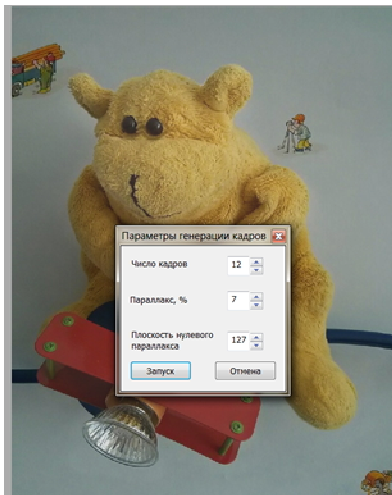 Параметры генерации кадров
Число кадров 12
Параллакс, % 7
Плоскость нулевого
параллакса 127
Запуск Отмена